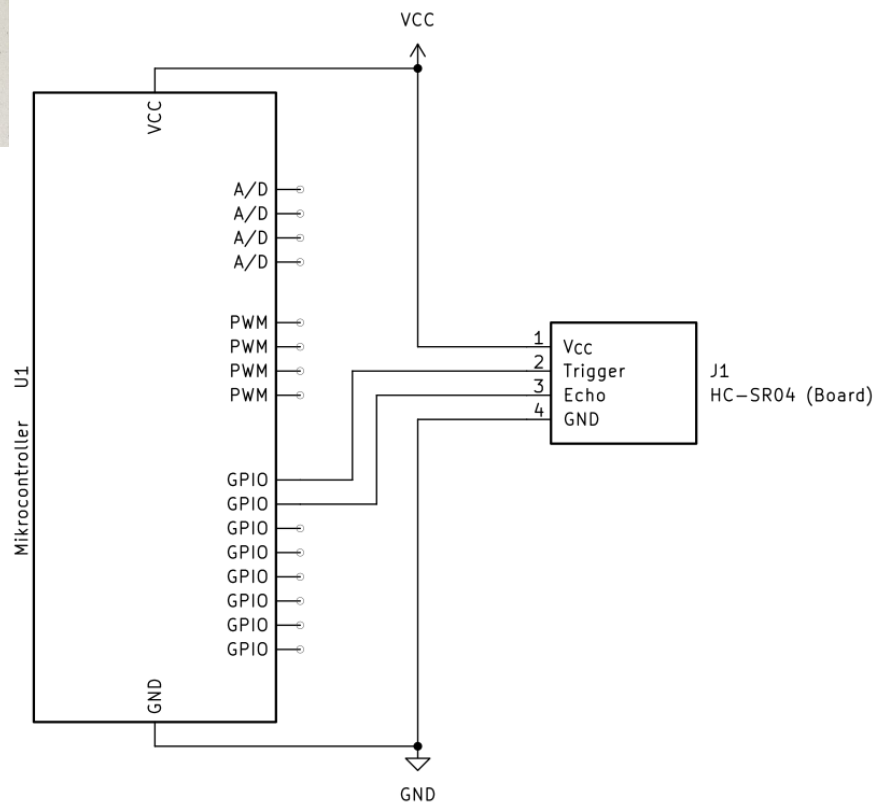 VCC
VCC
A/D
A/D
A/D
A/D
PWM
PWM
PWM
PWM
GPIO
GPIO
GPIO
GPIO
GPIO
GPIO
GPIO
GPIO
GND
Mikrocontroller U1
1 Vcc
2 Trigger
3 Echo
4 GND
J1
HC-SR04 (Board)
GND